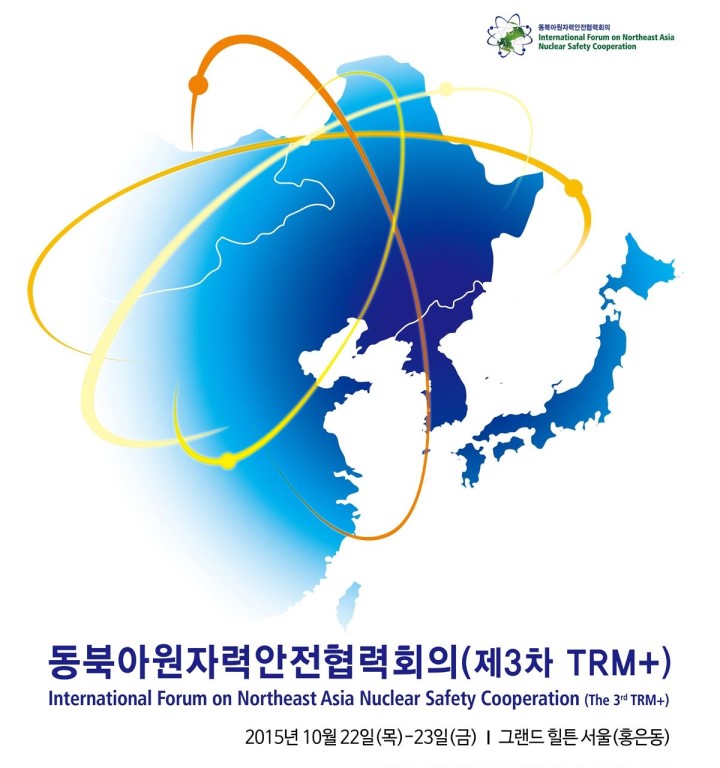 동북아원자력안전협력회의
International Forum on Northeast Asia
Nuclear Safety Cooperation
동북아원자력안전협력회의(제3차 TRM+)
International Forum on Northeast Asia Nuclear Safety Cooperation (The 3rd TRM+)
2015년 10월 22일(목)-23일(금) I 그랜드 힐튼 서울(홍은동)